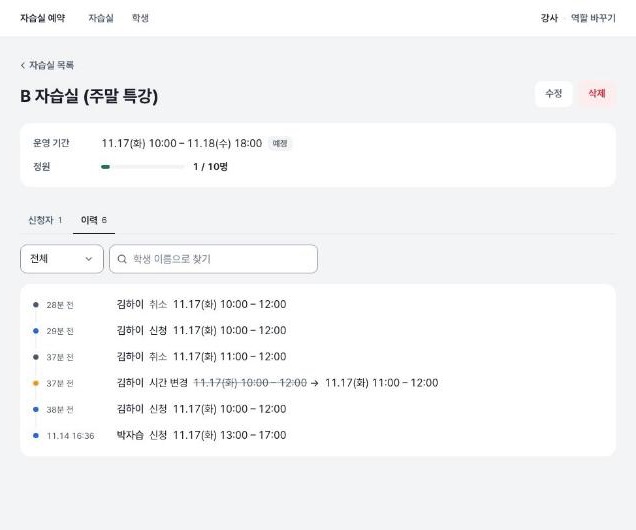 자습실 예약 자습실 학생 강사 · 역할 바꾸기
< 자습실 목록
B 자습실 (주말 특강) 수정 삭제
운영 기간 11.17(화) 10:00 – 11.18(수) 18:00 예정
정원 1 / 10명
신청자 1 이력 6
전체 학생 이름으로 찾기
28분 전 김하이 취소 11.17(화) 10:00 – 12:00
29분 전 김하이 신청 11.17(화) 10:00 – 12:00
37분 전 김하이 취소 11.17(화) 11:00 – 12:00
37분 전 김하이 시간 변경 11.17(화) 10:00 – 12:00 → 11.17(화) 11:00 – 12:00
38분 전 김하이 신청 11.17(화) 10:00 – 12:00
11.14 16:36 박자습 신청 11.17(화) 13:00 – 17:00